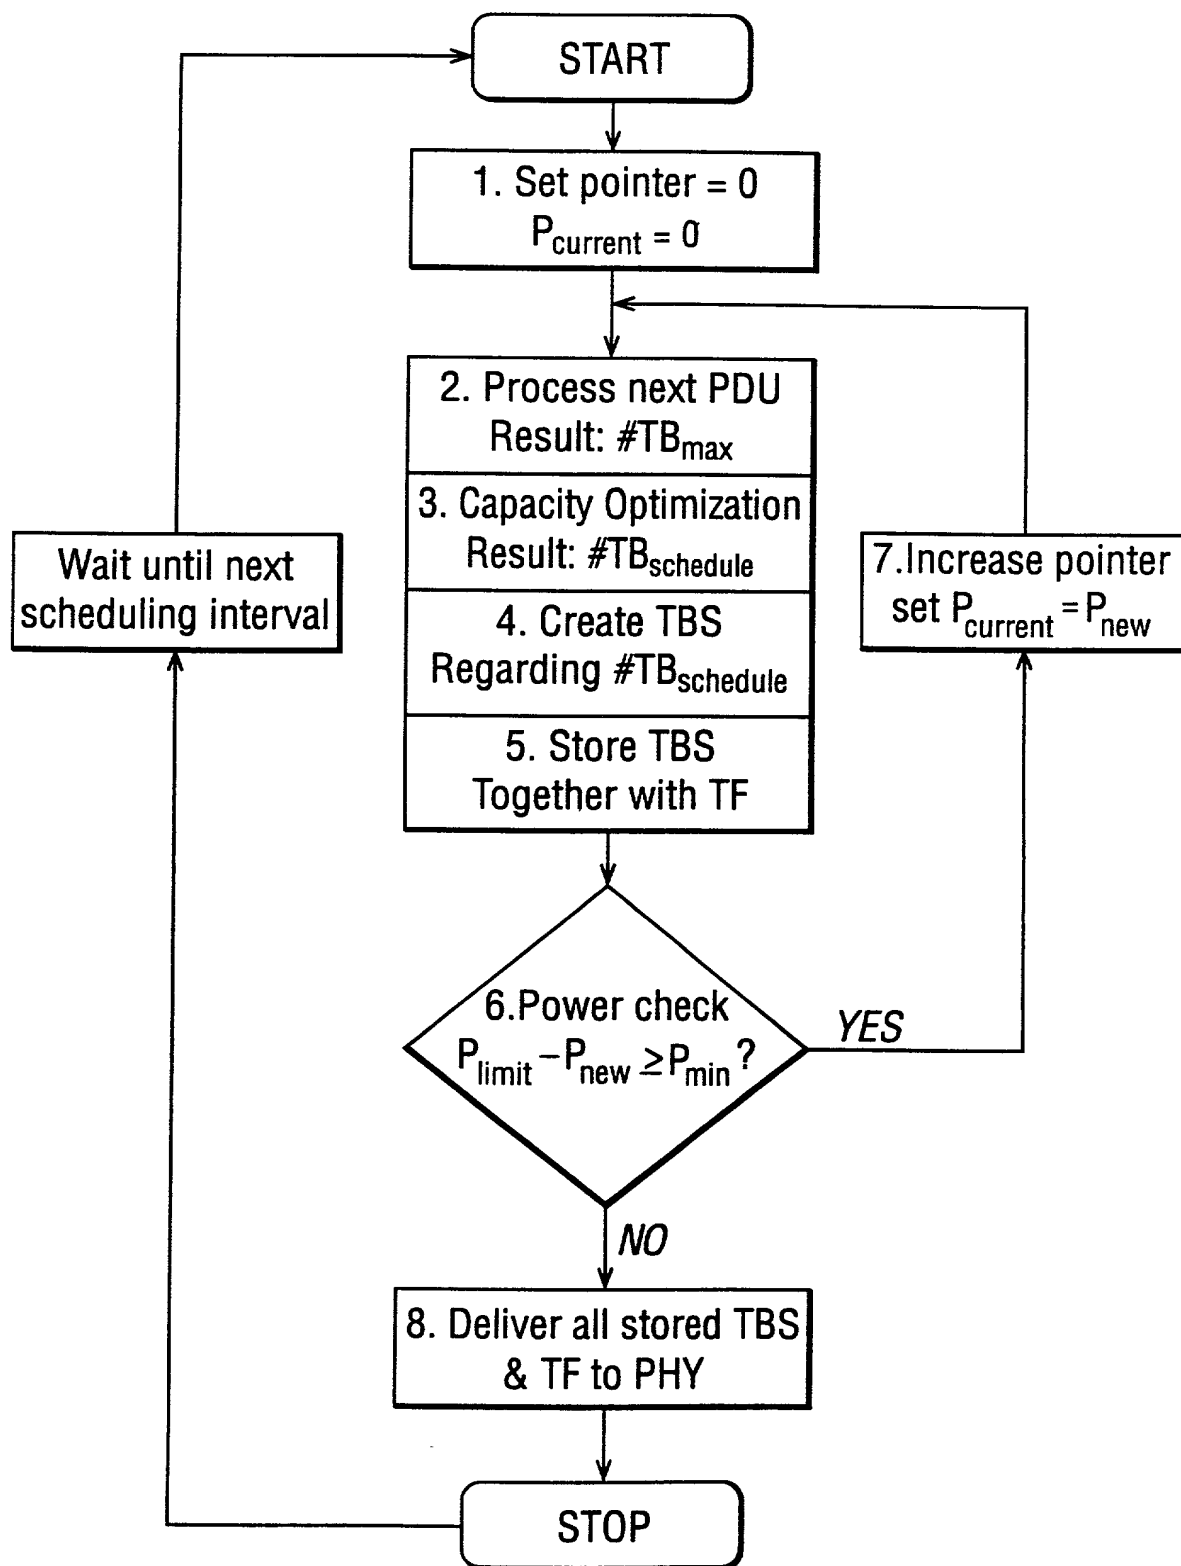 START
1. Set pointer = 0
P_current = 0
2. Process next PDU
Result: #TB_max
3. Capacity Optimization
Result: #TB_schedule
4. Create TBS
Regarding #TB_schedule
5. Store TBS
Together with TF
Wait until next
scheduling interval
7.Increase pointer
set P_current = P_new
6.Power check
P_limit – P_new ≥ P_min ?
YES
NO
8. Deliver all stored TBS
& TF to PHY
STOP